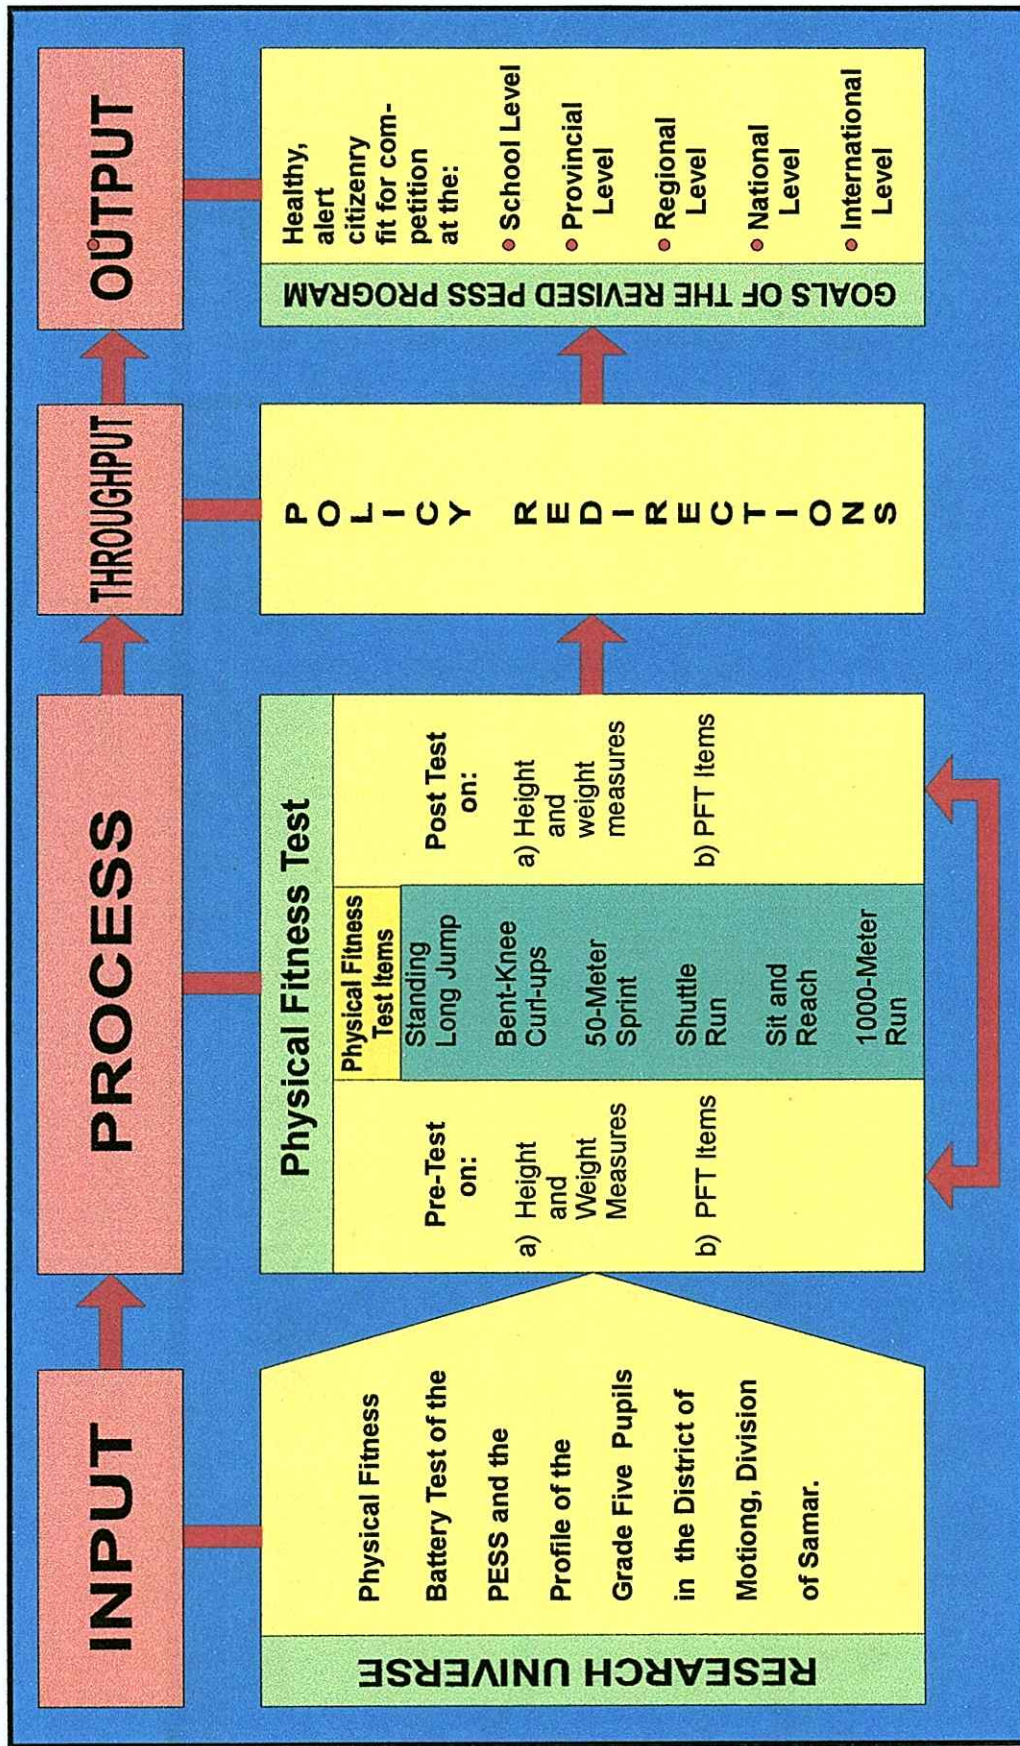 INPUT
PROCESS
THROUGHPUT
OUTPUT
RESEARCH UNIVERSE
Physical Fitness
Battery Test of the
PESS and the
Profile of the
Grade Five Pupils
in the District of
Motiong, Division
of Samar.
Physical Fitness Test
Pre-Test
on:
a) Height
and
Weight
Measures
b) PFT Items
Physical Fitness
Test Items
Standing
Long Jump
Bent-Knee
Curl-ups
50-Meter
Sprint
Shuttle
Run
Sit and
Reach
1000-Meter
Run
Post Test
on:
a) Height
and
weight
measures
b) PFT Items
POLICY REDIRECTIONS
GOALS OF THE REVISED PESS PROGRAM
Healthy,
alert
citizenry
fit for com-
petition
at the:
• School Level
• Provincial
Level
• Regional
Level
• National
Level
• International
Level